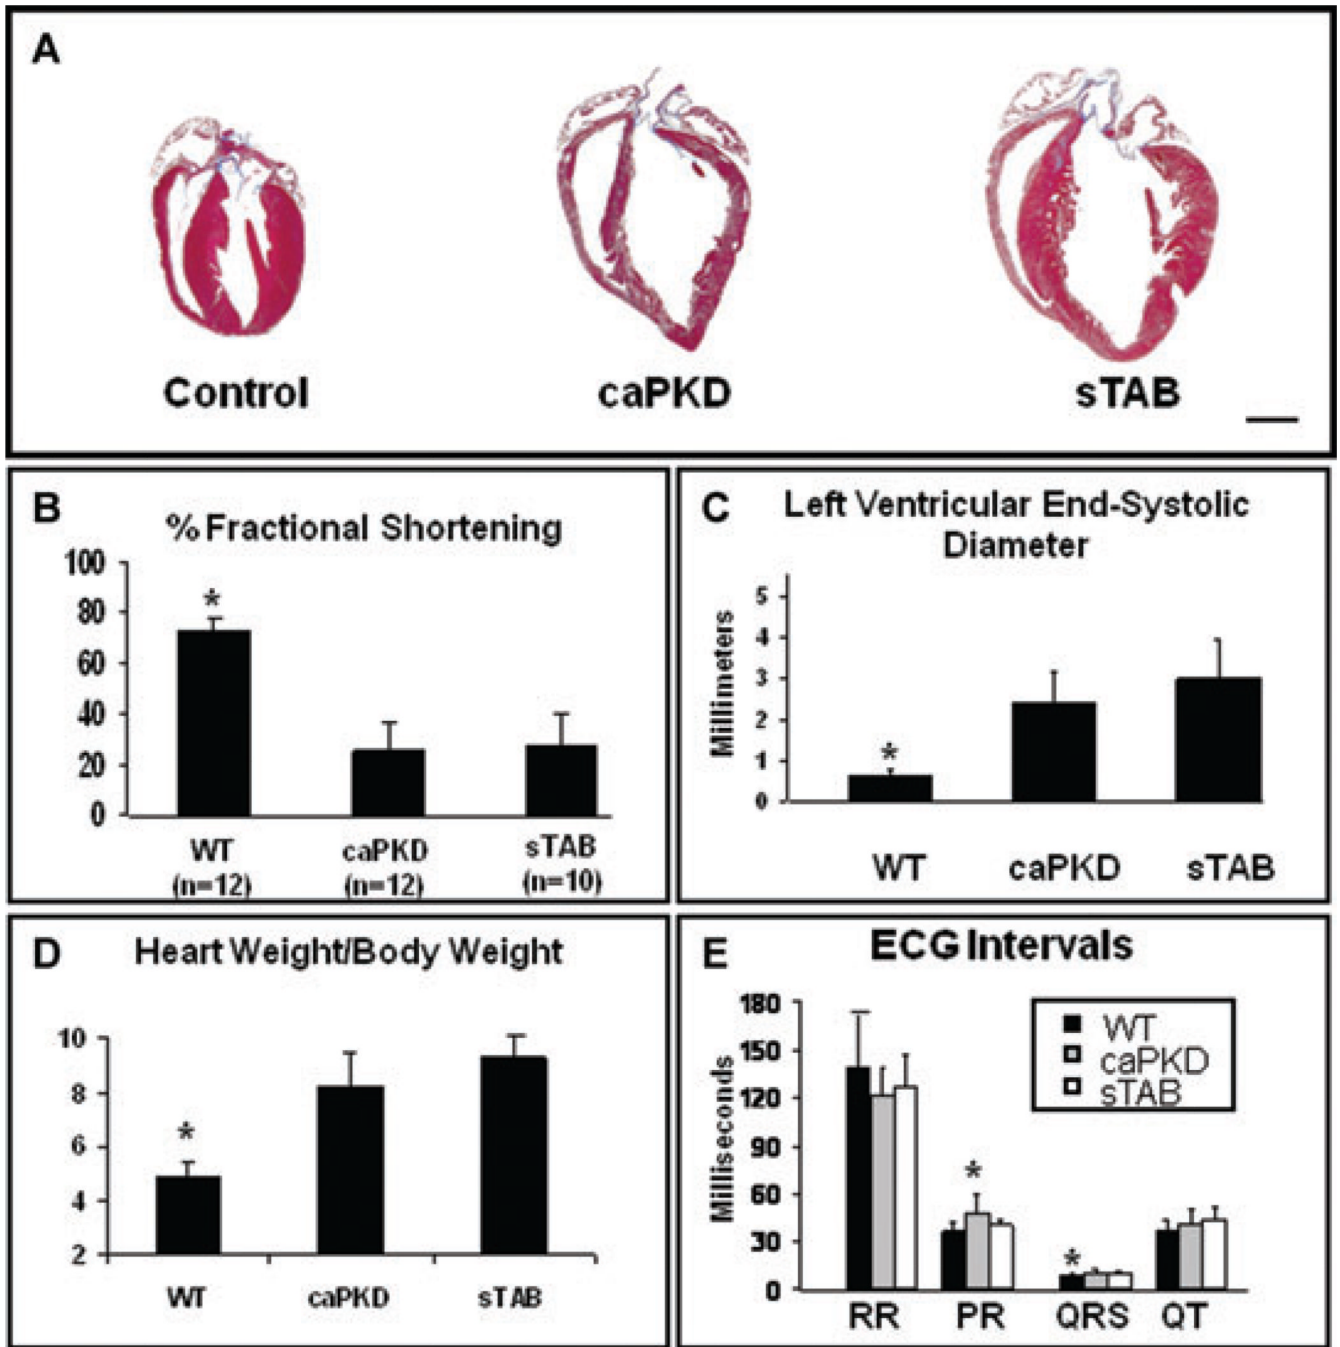 A
Control
caPKD
sTAB
B
% Fractional Shortening
100
80
60
40
20
0
*
WT
(n=12)
caPKD
(n=12)
sTAB
(n=10)
C
Left Ventricular End-Systolic
Diameter
Millimeters
5
4
3
2
1
0
*
WT
caPKD
sTAB
D
Heart Weight/Body Weight
10
8
6
4
2
*
WT
caPKD
sTAB
E
ECG Intervals
Milliseconds
180
150
120
90
60
30
0
WT
caPKD
sTAB
*
*
RR
PR
QRS
QT